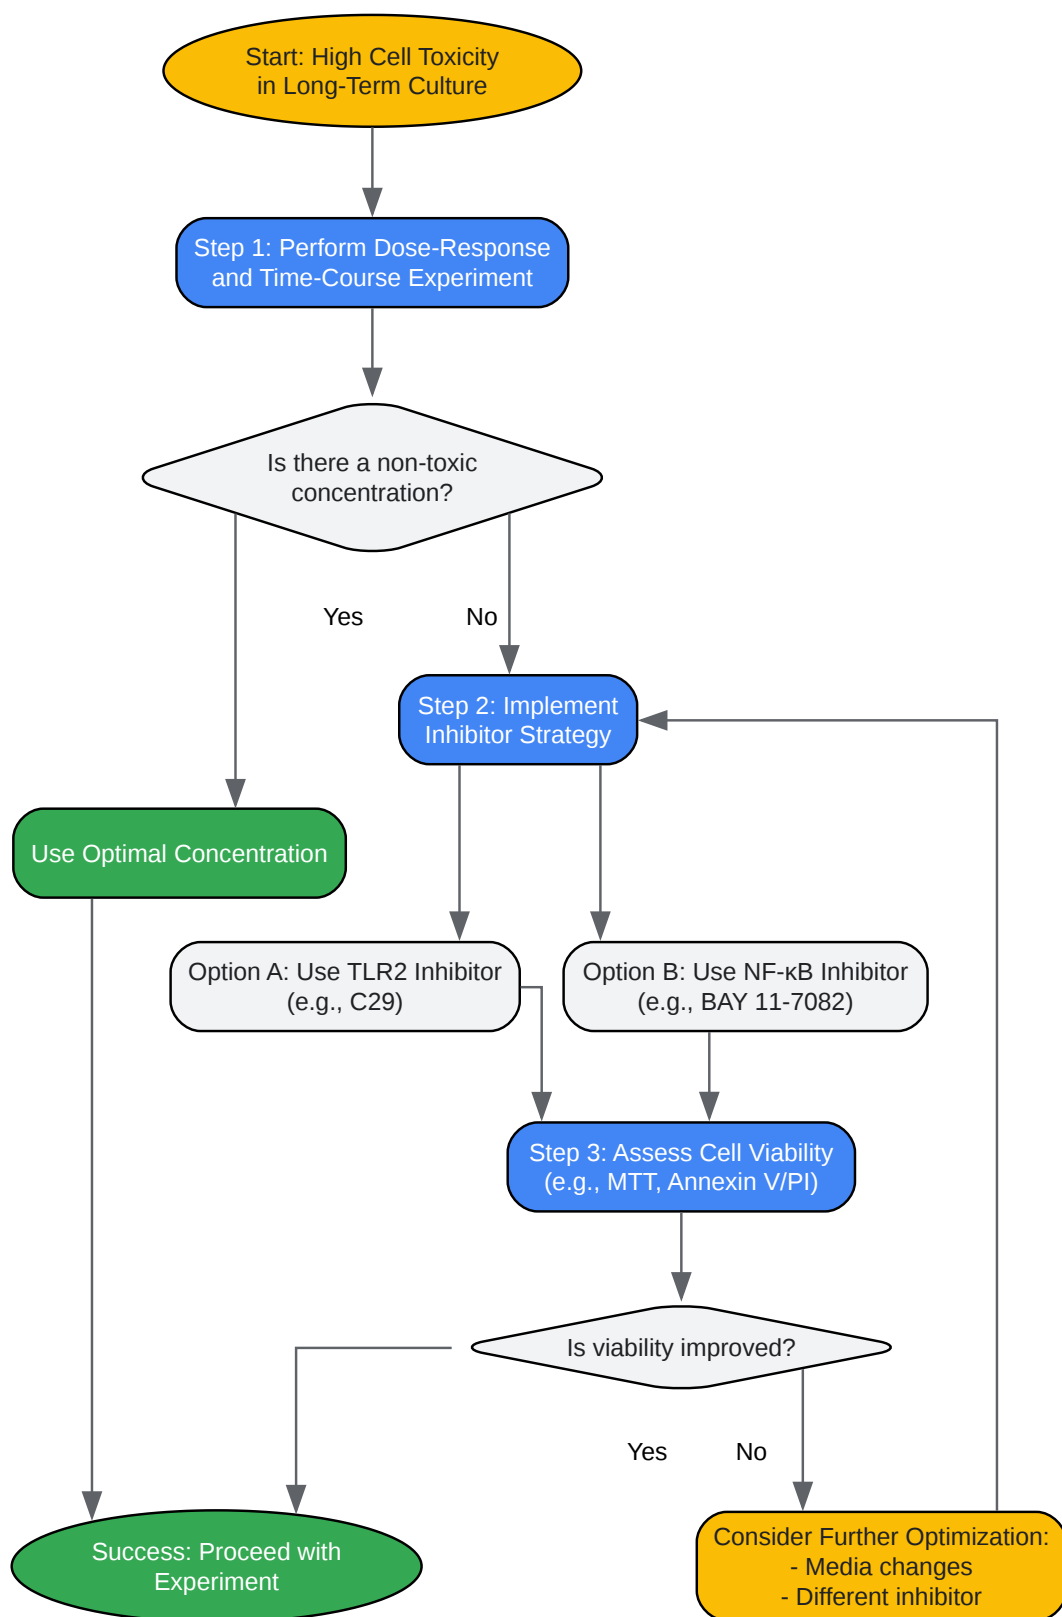 Start: High Cell Toxicity
in Long-Term Culture
Step 1: Perform Dose-Response
and Time-Course Experiment
Is there a non-toxic
concentration?
Yes
No
Step 2: Implement
Inhibitor Strategy
Use Optimal Concentration
Option A: Use TLR2 Inhibitor
(e.g., C29)
Option B: Use NF-κB Inhibitor
(e.g., BAY 11-7082)
Step 3: Assess Cell Viability
(e.g., MTT, Annexin V/PI)
Is viability improved?
Yes
No
Success: Proceed with
Experiment
Consider Further Optimization:
- Media changes
- Different inhibitor